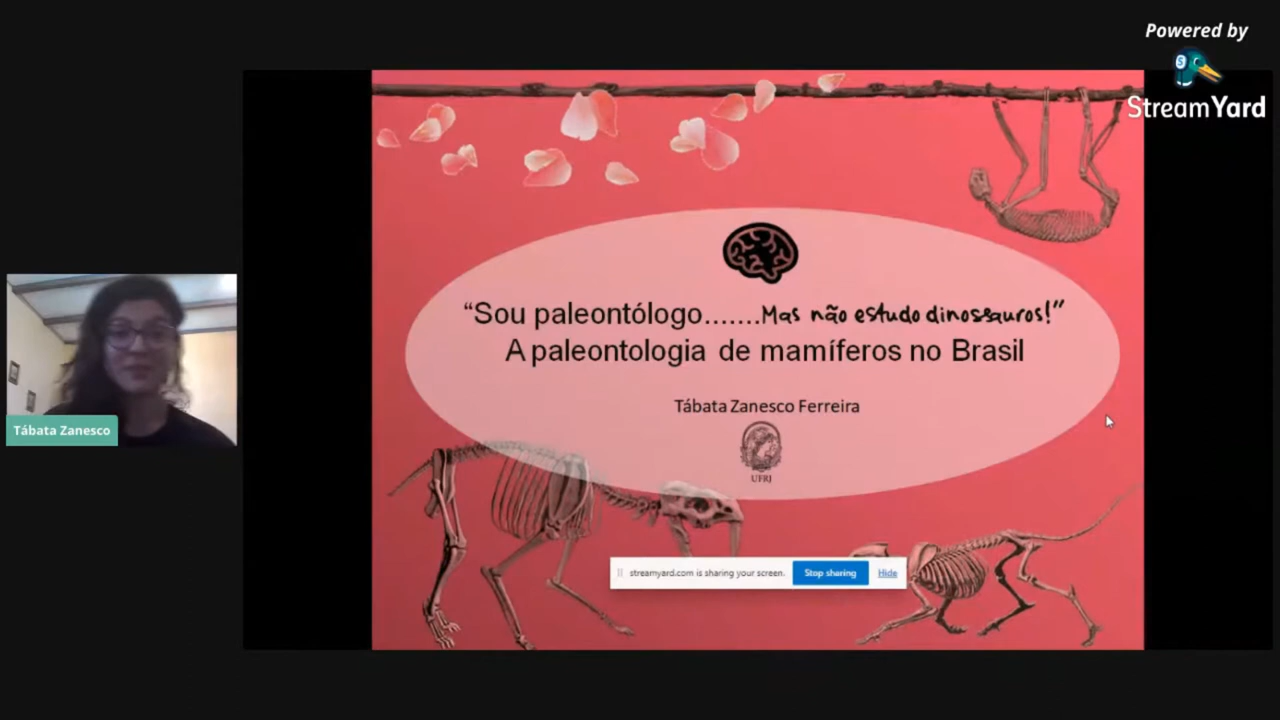 Powered by
StreamYard
“Sou paleontólogo.......Mas não estudo dinossauros!”
A paleontologia de mamíferos no Brasil
Tábata Zanesco Ferreira
UFRJ
Tábata Zanesco
streamyard.com is sharing your screen. Stop sharing Hide